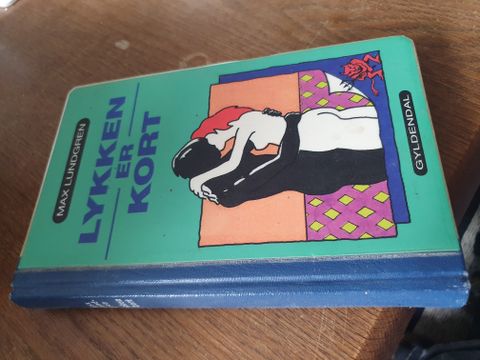 MAX LUNDGREN
LYKKEN
ER
KORT
GYLDENDAL